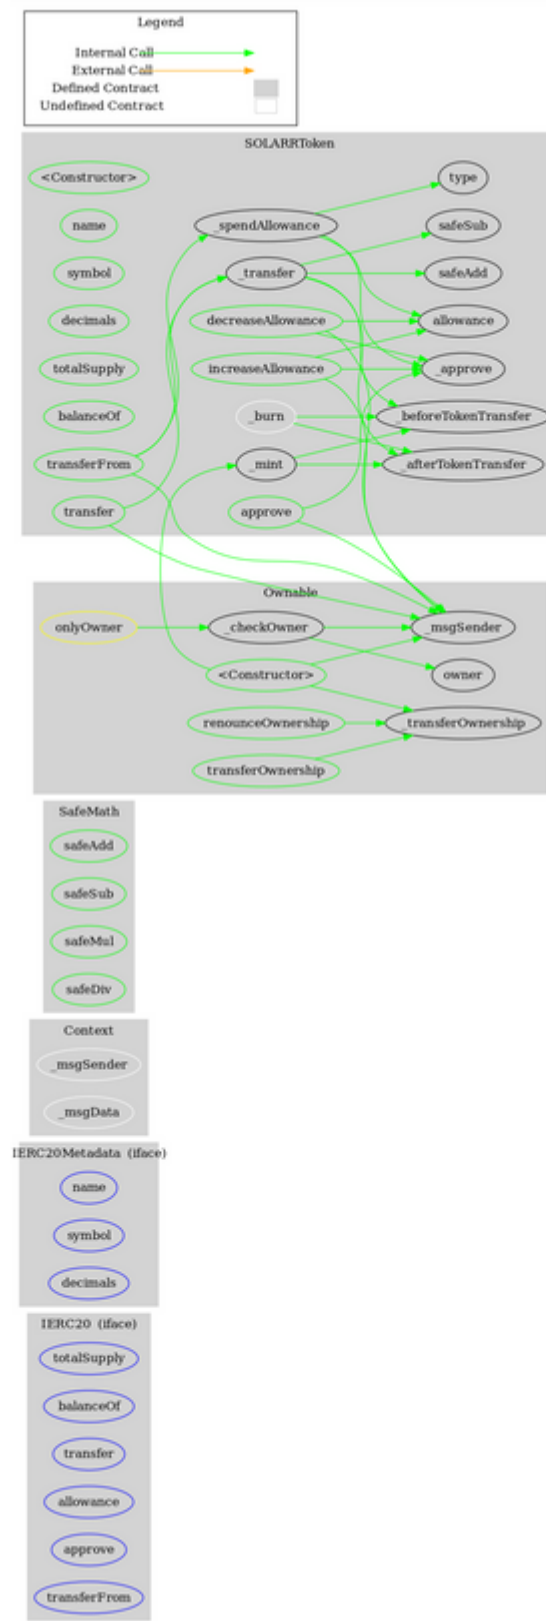 Legend
Internal Call
External Call
Defined Contract
Undefined Contract
SOLARRToken
<Constructor>
type
name
_spendAllowance
safeSub
symbol
_transfer
safeAdd
decimals
decreaseAllowance
allowance
totalSupply
increaseAllowance
_approve
balanceOf
_burn
_beforeTokenTransfer
transferFrom
_mint
_afterTokenTransfer
transfer
approve
Ownable
onlyOwner
_checkOwner
_msgSender
<Constructor>
owner
renounceOwnership
_transferOwnership
transferOwnership
SafeMath
safeAdd
safeSub
safeMul
safeDiv
Context
_msgSender
_msgData
IERC20Metadata (iface)
name
symbol
decimals
IERC20 (iface)
totalSupply
balanceOf
transfer
allowance
approve
transferFrom